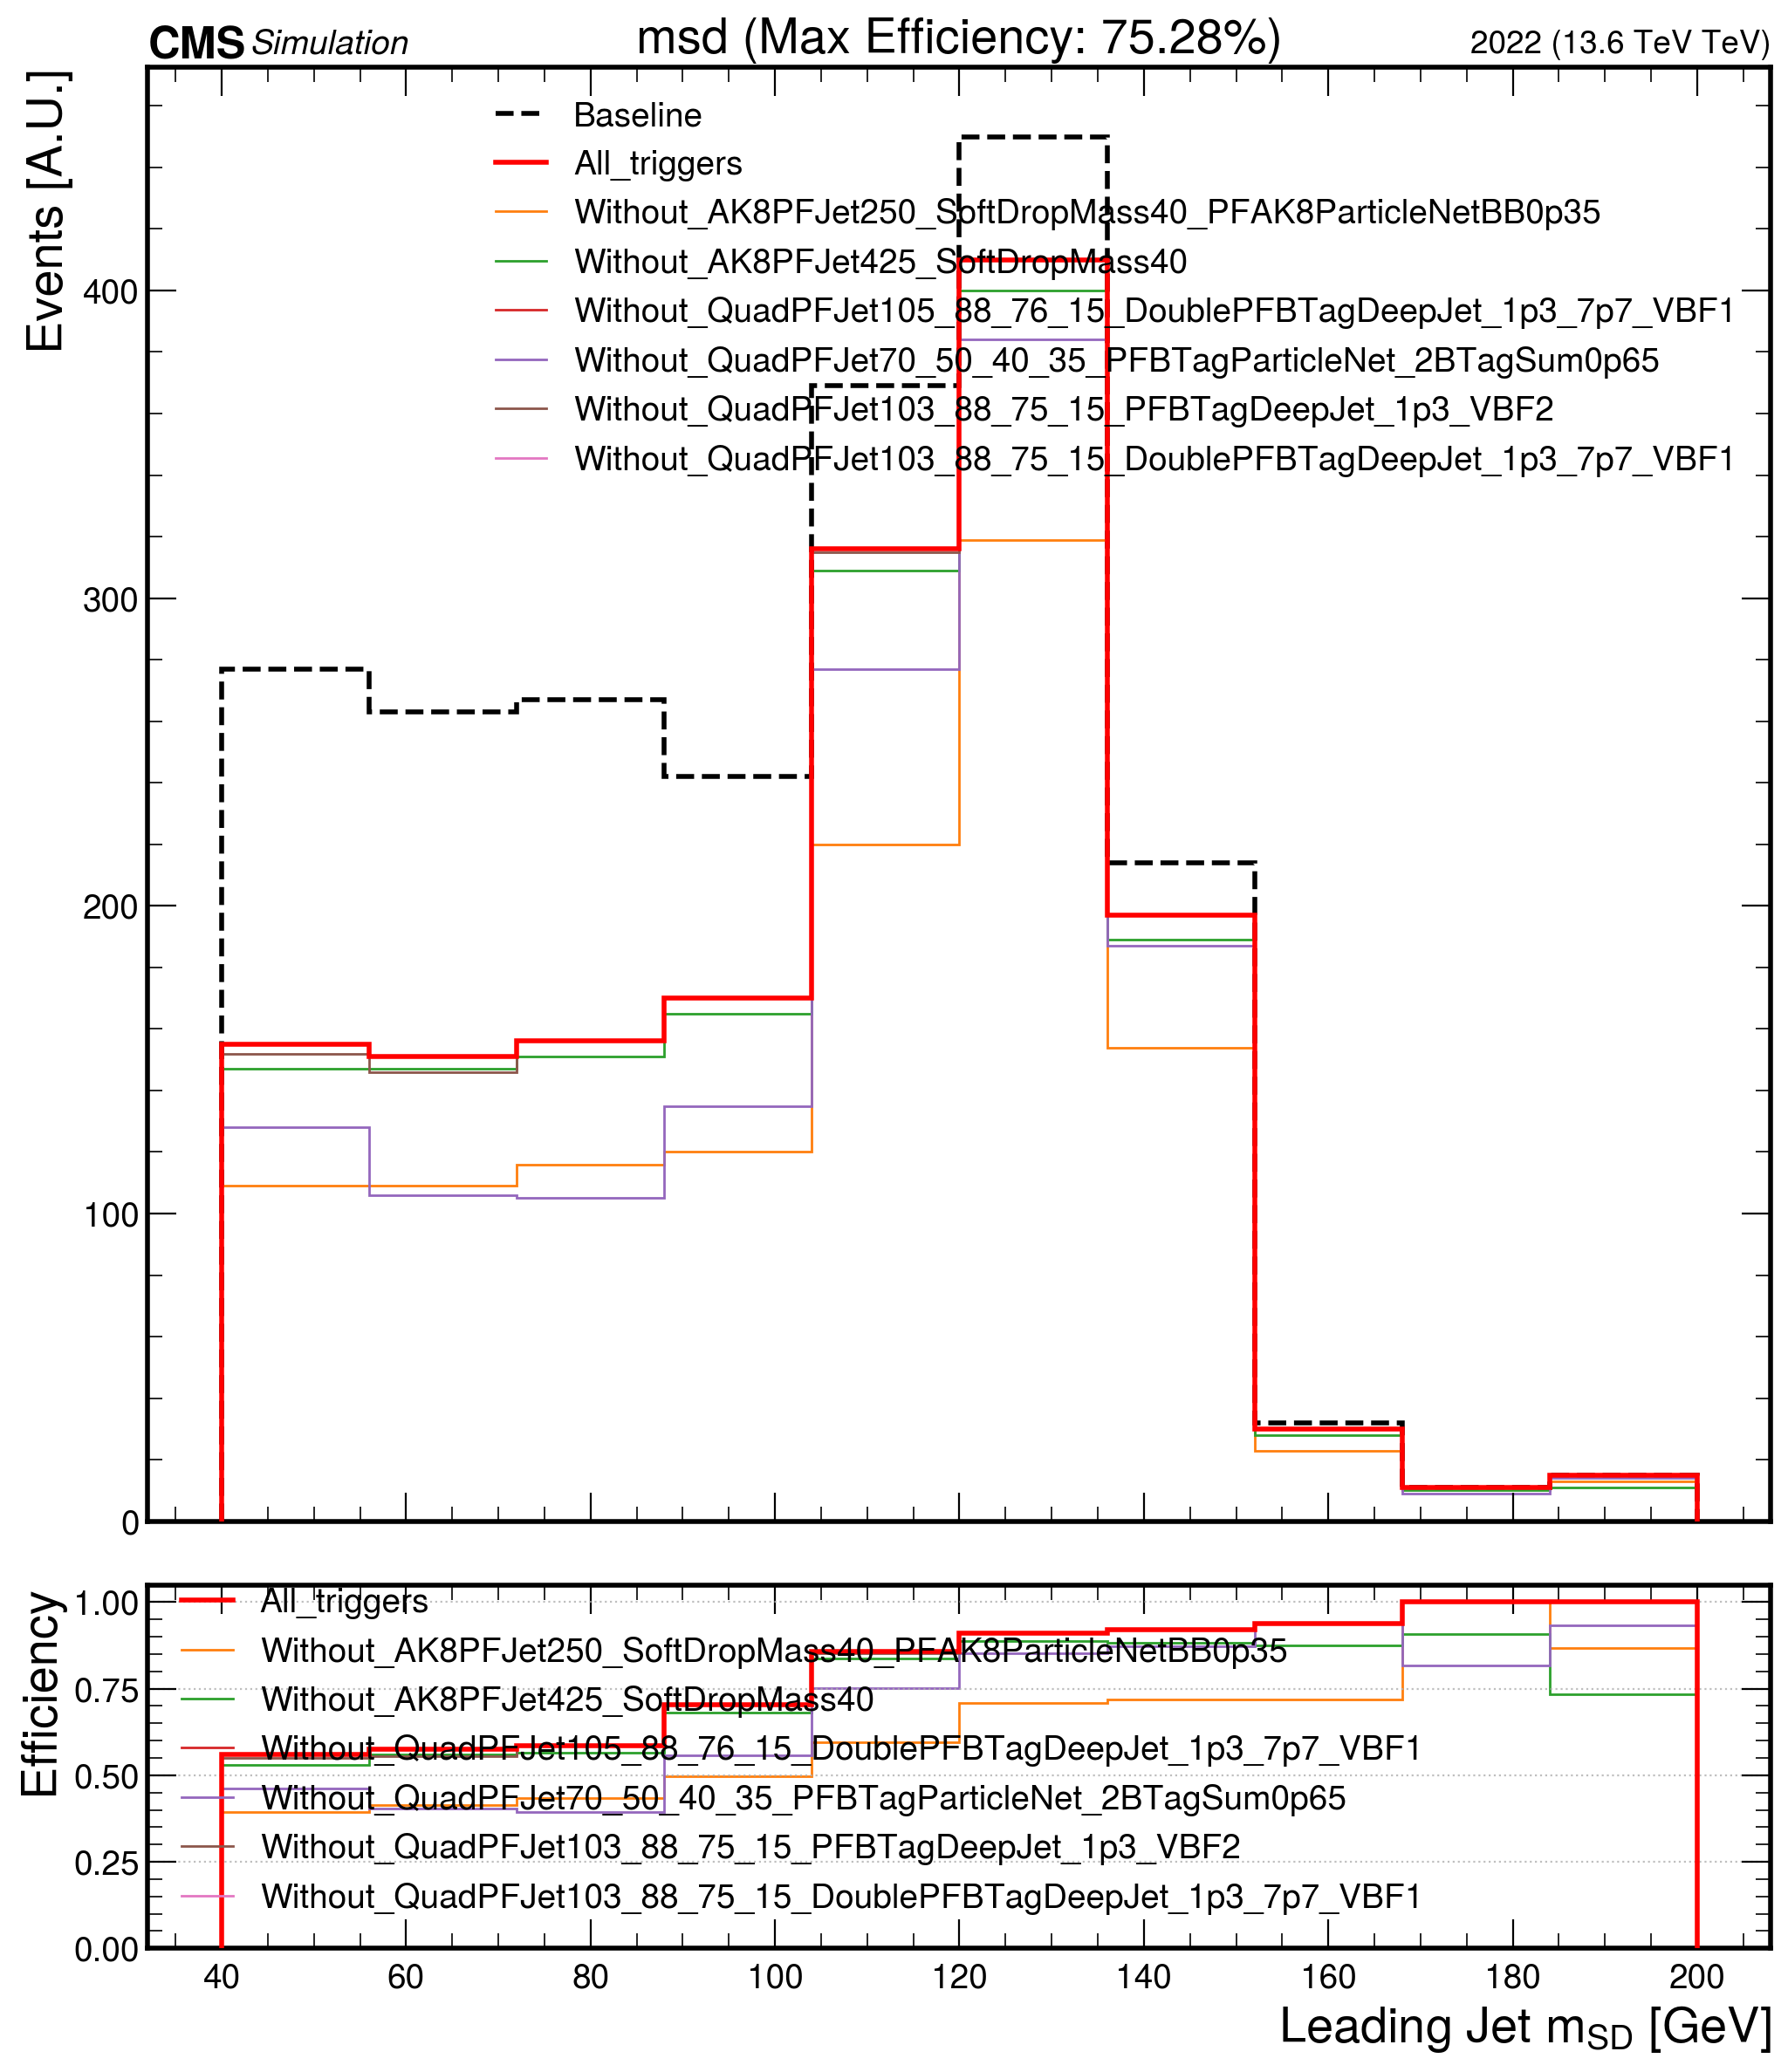 CMS Simulation msd (Max Efficiency: 75.28%) 2022 (13.6 TeV TeV)
Events [A.U.]
Baseline
All_triggers
Without_AK8PFJet250_SoftDropMass40_PFAK8ParticleNetBB0p35
Without_AK8PFJet425_SoftDropMass40
Without_QuadPFJet105_88_76_15_DoublePFBTagDeepJet_1p3_7p7_VBF1
Without_QuadPFJet70_50_40_35_PFBTagParticleNet_2BTagSum0p65
Without_QuadPFJet103_88_75_15_PFBTagDeepJet_1p3_VBF2
Without_QuadPFJet103_88_75_15_DoublePFBTagDeepJet_1p3_7p7_VBF1
400
300
200
100
0
Efficiency
1.00
0.75
0.50
0.25
0.00
All_triggers
Without_AK8PFJet250_SoftDropMass40_PFAK8ParticleNetBB0p35
Without_AK8PFJet425_SoftDropMass40
Without_QuadPFJet105_88_76_15_DoublePFBTagDeepJet_1p3_7p7_VBF1
Without_QuadPFJet70_50_40_35_PFBTagParticleNet_2BTagSum0p65
Without_QuadPFJet103_88_75_15_PFBTagDeepJet_1p3_VBF2
Without_QuadPFJet103_88_75_15_DoublePFBTagDeepJet_1p3_7p7_VBF1
40 60 80 100 120 140 160 180 200
Leading Jet m_SD [GeV]